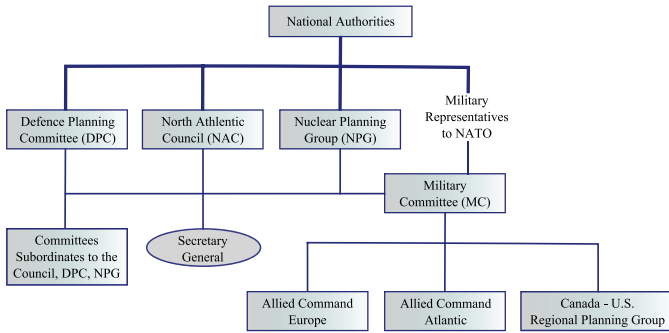 National Authorities
Defence Planning
Committee (DPC)
North Athlentic
Council (NAC)
Nuclear Planning
Group (NPG)
Military
Representatives
to NATO
Military
Committee (MC)
Committees
Subordinates to the
Council, DPC, NPG
Secretary
General
Allied Command
Europe
Allied Command
Atlantic
Canada - U.S.
Regional Planning Group